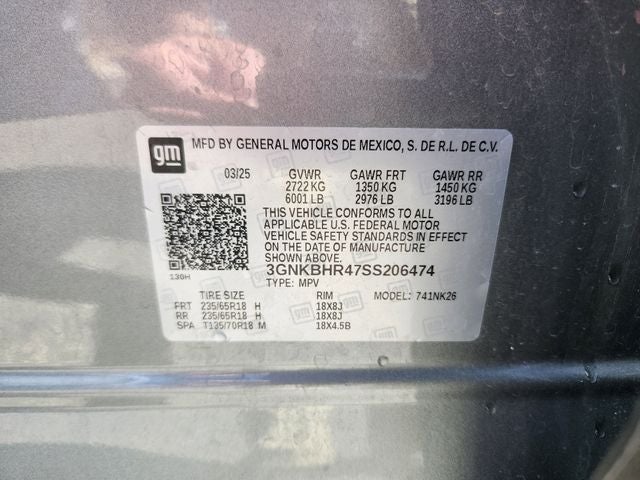 gm
MFD BY GENERAL MOTORS DE MEXICO, S. DE R.L. DE C.V.
03/25 GVWR GAWR FRT GAWR RR
2722 KG 1350 KG 1450 KG
6001 LB 2976 LB 3196 LB
THIS VEHICLE CONFORMS TO ALL
APPLICABLE U.S. FEDERAL MOTOR
VEHICLE SAFETY STANDARDS IN EFFECT
ON THE DATE OF MANUFACTURE
SHOWN ABOVE.
3GNKBHR47SS206474
130H
TYPE: MPV
TIRE SIZE RIM MODEL: 741NK26
FRT 235/65R18 H 18X8J
RR 235/65R18 H 18X8J
SPA T135/70R18 M 18X4.5B